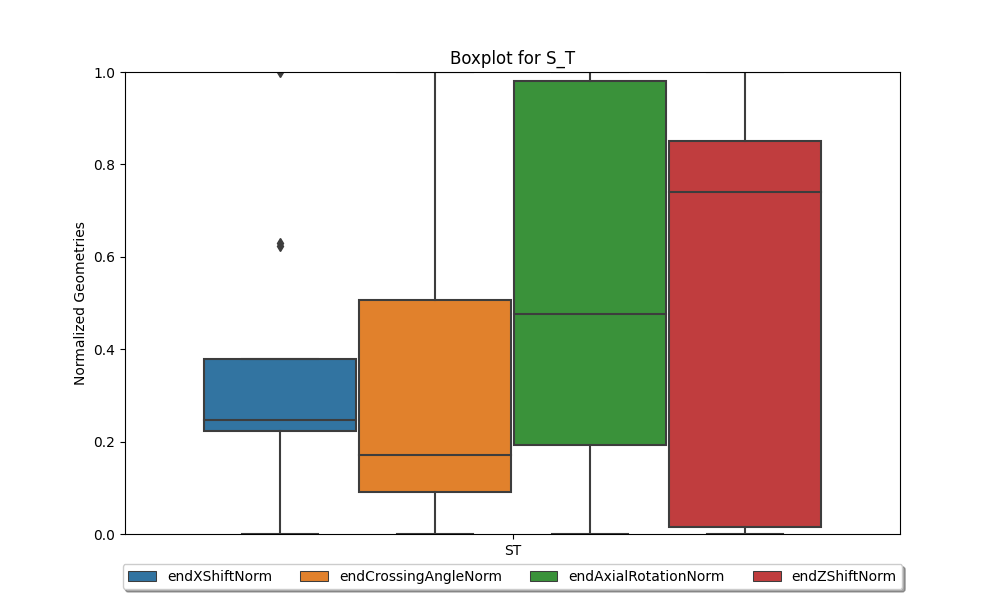 Boxplot for S_T
1.0
0.8
0.6
0.4
0.2
0.0
Normalized Geometries
ST
endXShiftNorm endCrossingAngleNorm endAxialRotationNorm endZShiftNorm